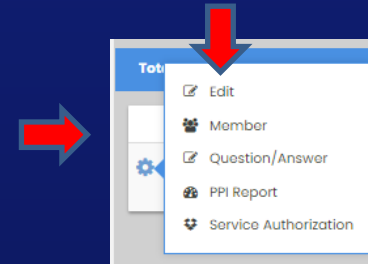 Edit
Member
Question/Answer
PPI Report
Service Authorization